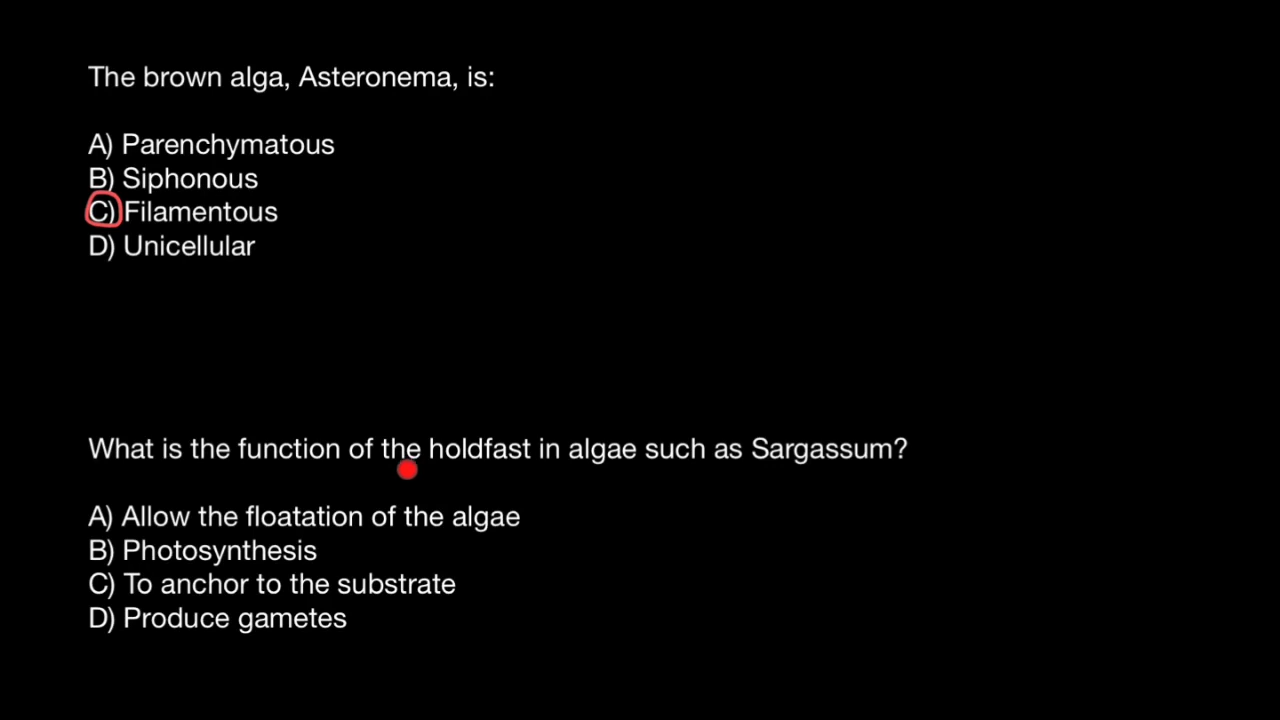 The brown alga, Asteronema, is:
A) Parenchymatous
B) Siphonous
C) Filamentous
D) Unicellular
What is the function of the holdfast in algae such as Sargassum?
A) Allow the floatation of the algae
B) Photosynthesis
C) To anchor to the substrate
D) Produce gametes